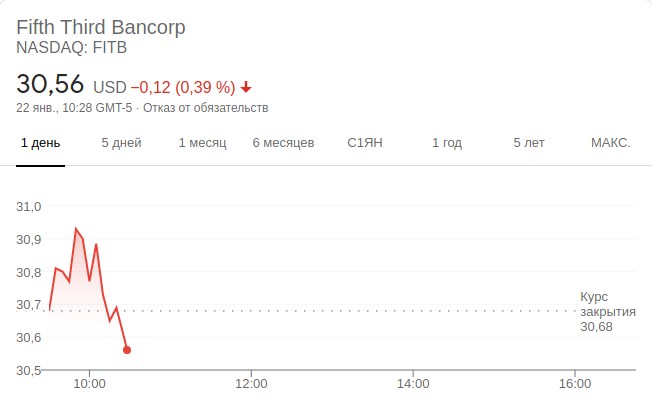 Fifth Third Bancorp
NASDAQ: FITB
30,56 USD −0,12 (0,39 %)
22 янв., 10:28 GMT-5 · Отказ от обязательств
1 день 5 дней 1 месяц 6 месяцев С1ЯН 1 год 5 лет МАКС.
31,0
30,9
30,8
30,7
30,6
30,5
Курс
закрытия
30,68
10:00 12:00 14:00 16:00